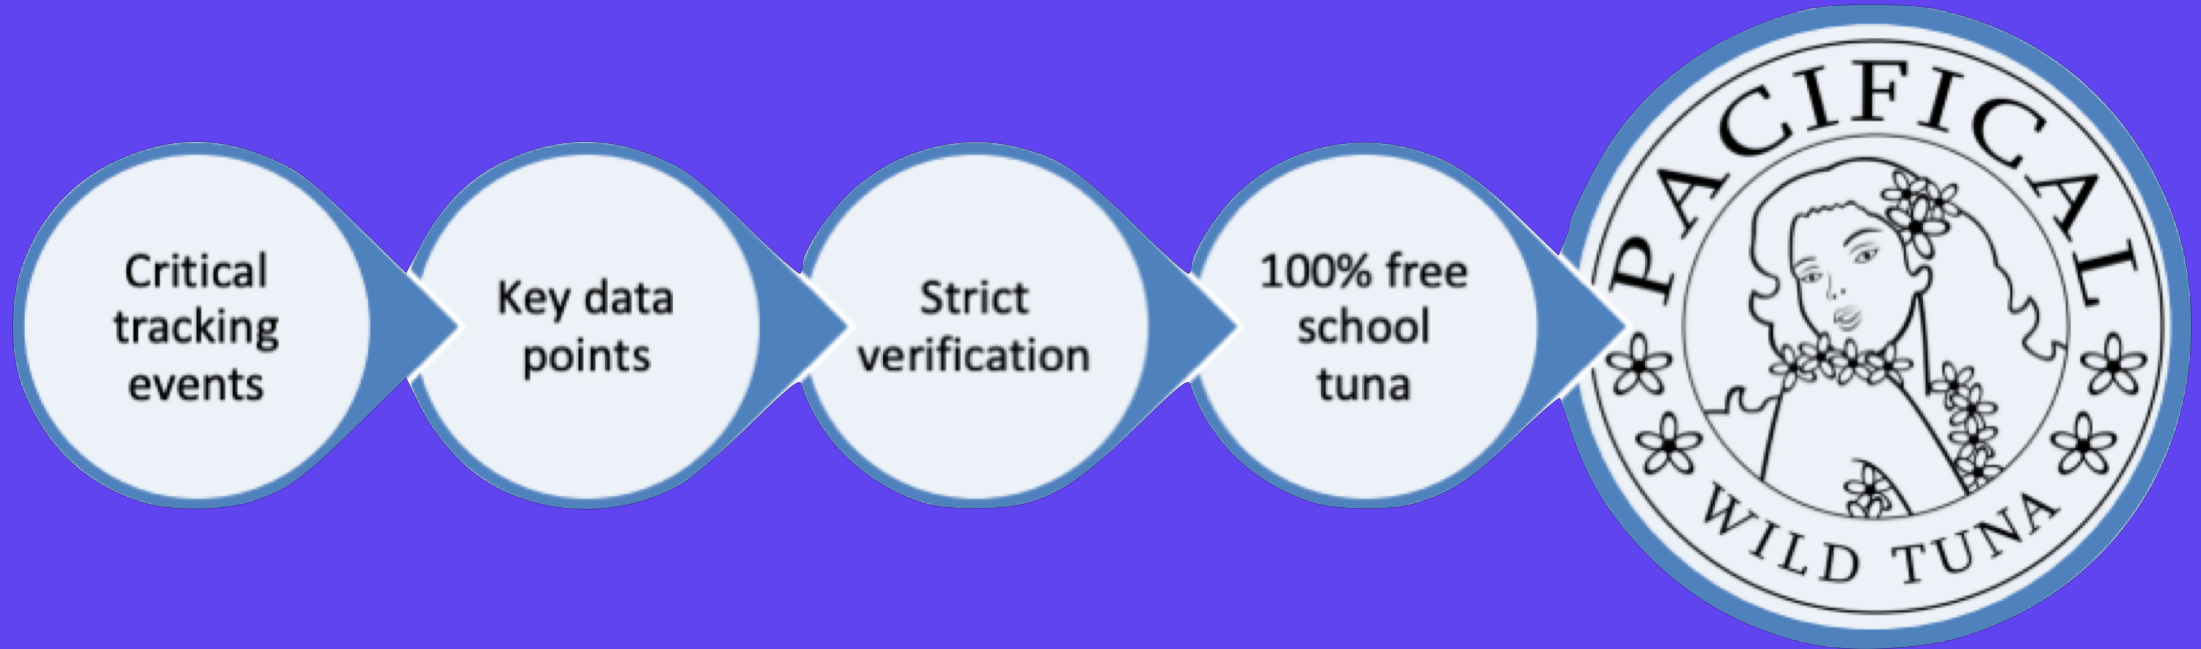 Critical
tracking
events
Key data
points
Strict
verification
100% free
school
tuna
PACIFICAL
WILD TUNA